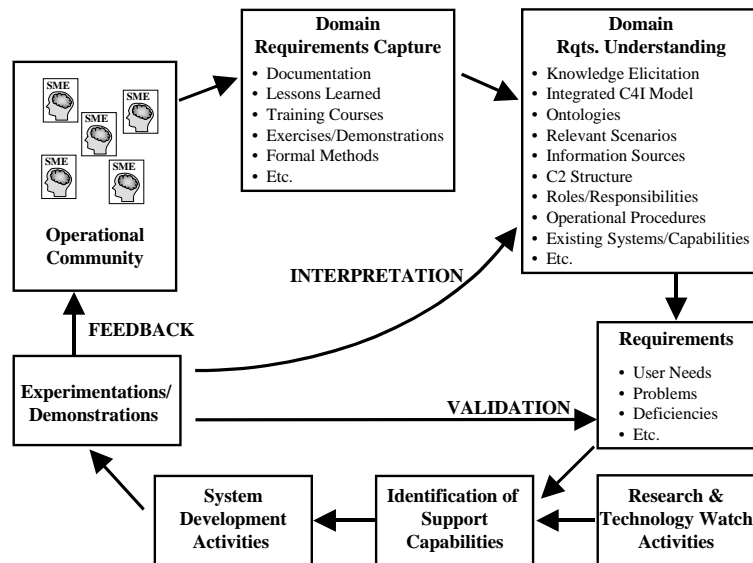 SME
SME
SME
SME
SME
Operational
Community
Domain
Requirements Capture
• Documentation
• Lessons Learned
• Training Courses
• Exercises/Demonstrations
• Formal Methods
• Etc.
Domain
Rqts. Understanding
• Knowledge Elicitation
• Integrated C4I Model
• Ontologies
• Relevant Scenarios
• Information Sources
• C2 Structure
• Roles/Responsibilities
• Operational Procedures
• Existing Systems/Capabilities
• Etc.
INTERPRETATION
FEEDBACK
Experimentations/
Demonstrations
VALIDATION
Requirements
• User Needs
• Problems
• Deficiencies
• Etc.
System
Development
Activities
Identification of
Support
Capabilities
Research &
Technology Watch
Activities